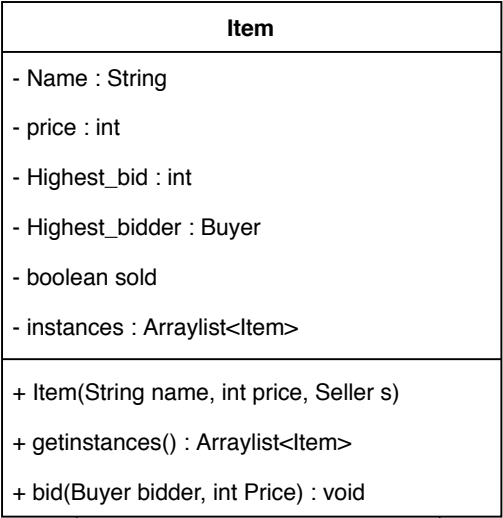 Item
- Name : String
- price : int
- Highest_bid : int
- Highest_bidder : Buyer
- boolean sold
- instances : Arraylist<Item>
+ Item(String name, int price, Seller s)
+ getinstances() : Arraylist<Item>
+ bid(Buyer bidder, int Price) : void